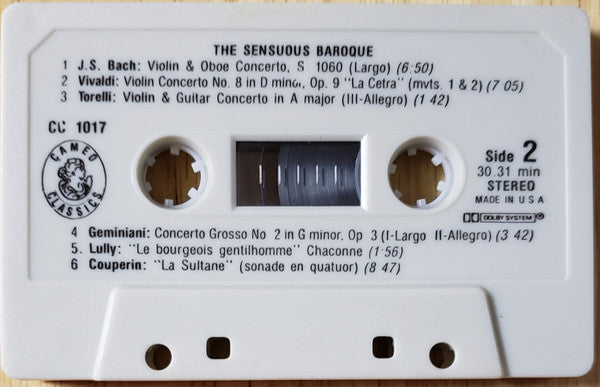 THE SENSUOUS BAROQUE
1 J.S. Bach: Violin & Oboe Concerto, S 1060 (Largo) (6:50)
2 Vivaldi: Violin Concerto No. 8 in D minor, Op. 9 "La Cetra" (mvts. 1 & 2) (7 05)
3 Torelli: Violin & Guitar Concerto in A major (III-Allegro) (1 42)
CC 1017
CAMEO
CLASSICS
Side 2
30.31 min
STEREO
MADE IN U S A
DOLBY SYSTEM
4 Geminiani: Concerto Grosso No 2 in G minor, Op 3 (I-Largo II-Allegro) (3 42)
5 Lully: "Le bourgeois gentilhomme" Chaconne (1:56)
6 Couperin: "La Sultane" (sonade en quatuor) (8 47)